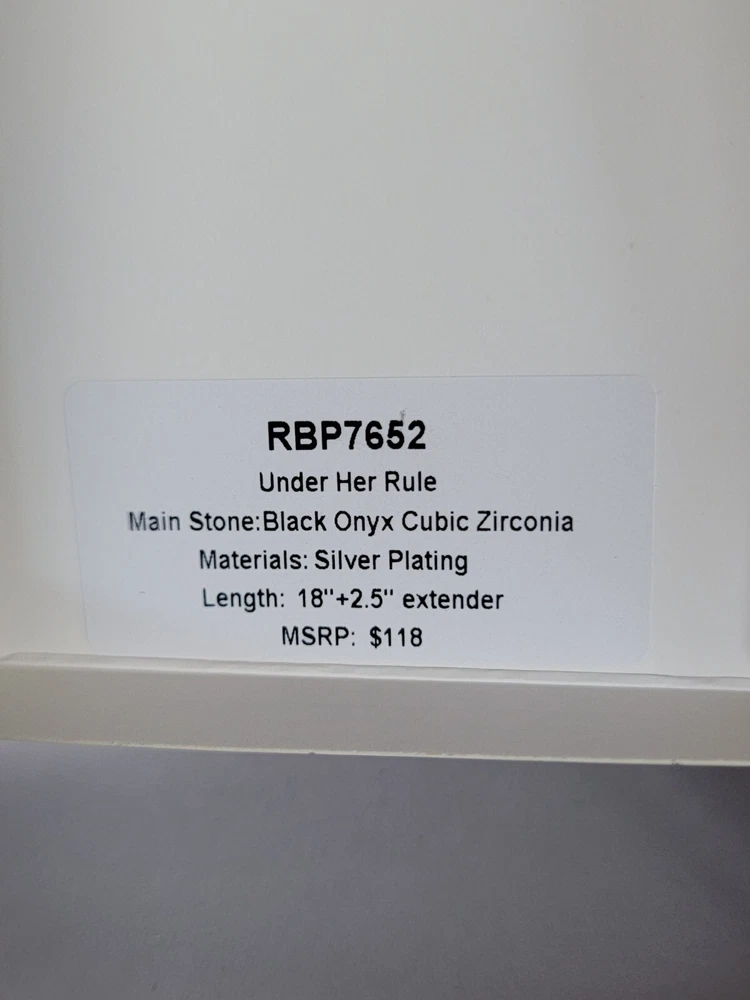 RBP7652
Under Her Rule
Main Stone:Black Onyx Cubic Zirconia
Materials: Silver Plating
Length: 18"+2.5" extender
MSRP: $118